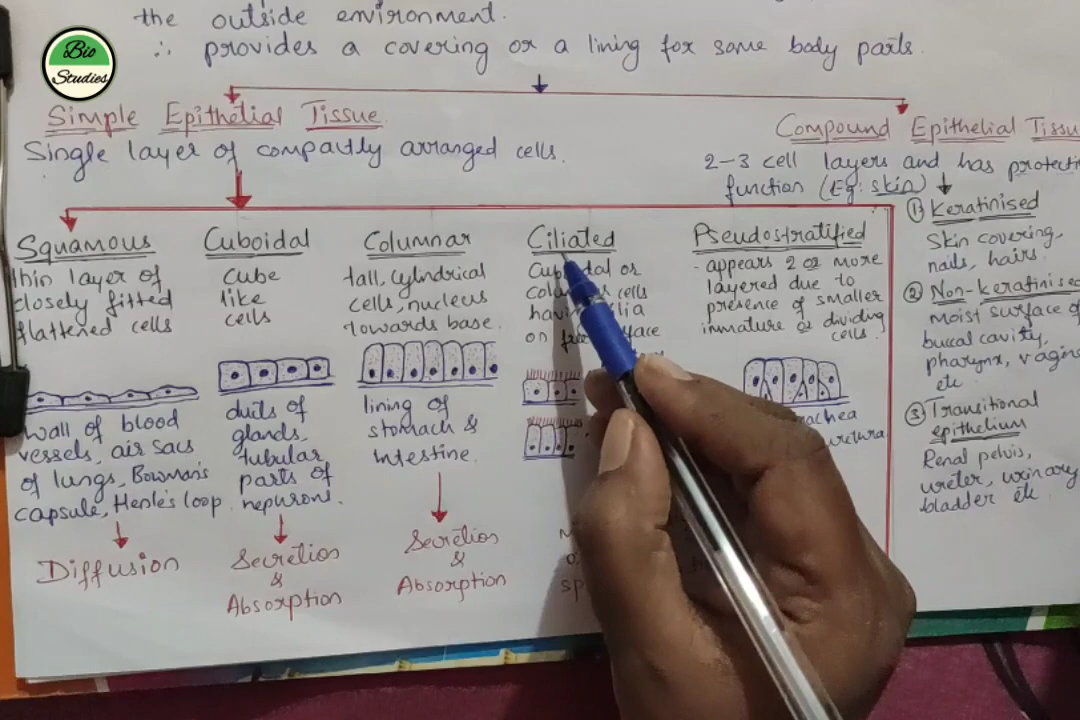 the outside environment.
∴ provides a covering or a lining for some body parts.
Bio
Studies
Simple Epithelial Tissue
Single layer of compactly arranged cells.
Compound Epithelial Tissu
2-3 cell layers and has protecti
function (Eg: skin)
Squamous
thin layer of
closely fitted
flattened cells
wall of blood
vessels, air sacs
of lungs, Bowman's
capsule, Henle's loop
Diffusion
Cuboidal
cube
like
cells
ducts of
glands,
tubular
parts of
nephrons.
Secretion
&
Absorption
Columnar
tall, cylindrical
cells, nucleus
towards base.
lining of
stomach &
Intestine.
Secretion
&
Absorption
Ciliated
or
cells
on
Pseudostratified
- appears 2 or more
layered due to
presence of smaller
immature or dividing
cells.
① Keratinised
Skin covering,
nails, hairs.
② Non-keratinised
Moist surface of
buccal cavity,
pharynx, vagina
etc
③ Transitional
epithelium
Renal pelvis,
ureter, urinary
bladder etc